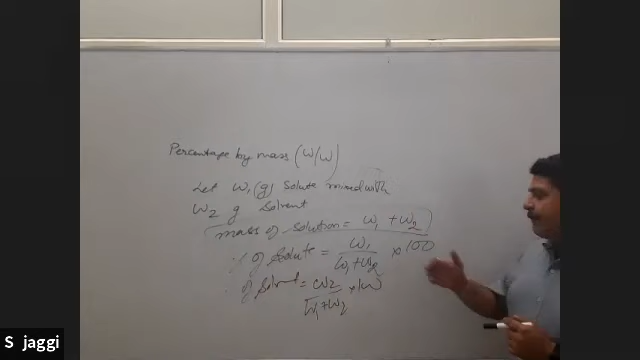 Percentage by mass (W/W)
Let W₁(g) Solute mixed with
W₂ g Solvent
mass of solution = W₁ + W₂
% of Solute = W₁/(W₁+W₂) × 100
% of Solvent = W₂/(W₁+W₂) × 100
S jaggi